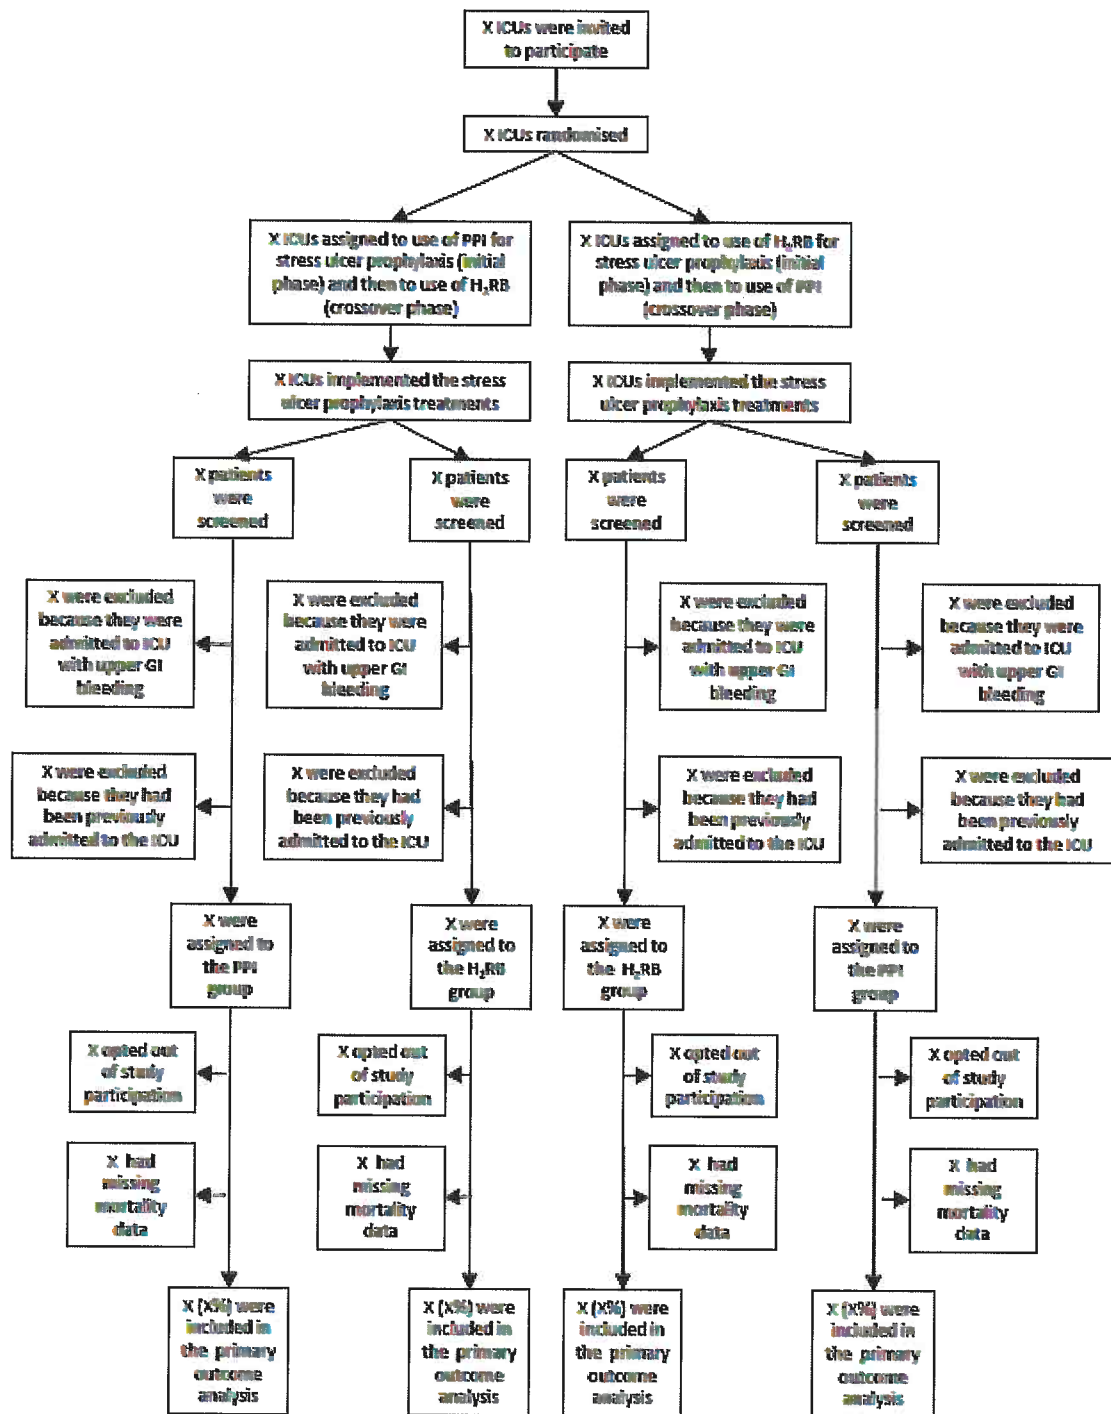 X ICUs were invited
to participate
X ICUs randomised
X ICUs assigned to use of PPI for
stress ulcer prophylaxis (initial
phase) and then to use of H₂RB
(crossover phase)
X ICUs assigned to use of H₂RB for
stress ulcer prophylaxis (initial
phase) and then to use of PPI
(crossover phase)
X ICUs implemented the stress
ulcer prophylaxis treatments
X ICUs implemented the stress
ulcer prophylaxis treatments
X patients
were
screened
X patients
were
screened
X patients
were
screened
X patients
were
screened
X were excluded
because they were
admitted to ICU
with upper GI
bleeding
X were excluded
because they were
admitted to ICU
with upper GI
bleeding
X were excluded
because they were
admitted to ICU
with upper GI
bleeding
X were excluded
because they were
admitted to ICU
with upper GI
bleeding
X were excluded
because they had
been previously
admitted to the ICU
X were excluded
because they had
been previously
admitted to the ICU
X were excluded
because they had
been previously
admitted to the ICU
X were excluded
because they had
been previously
admitted to the ICU
X were
assigned to
the PPI
group
X were
assigned to
the H₂RB
group
X were
assigned to
the H₂RB
group
X were
assigned to
the PPI
group
X opted out
of study
participation
X opted out
of study
participation
X opted out
of study
participation
X opted out
of study
participation
X had
missing
mortality
data
X had
missing
mortality
data
X had
missing
mortality
data
X had
missing
mortality
data
X (X%) were
included in
the primary
outcome
analysis
X (X%) were
included in
the primary
outcome
analysis
X (X%) were
included in
the primary
outcome
analysis
X (X%) were
included in
the primary
outcome
analysis